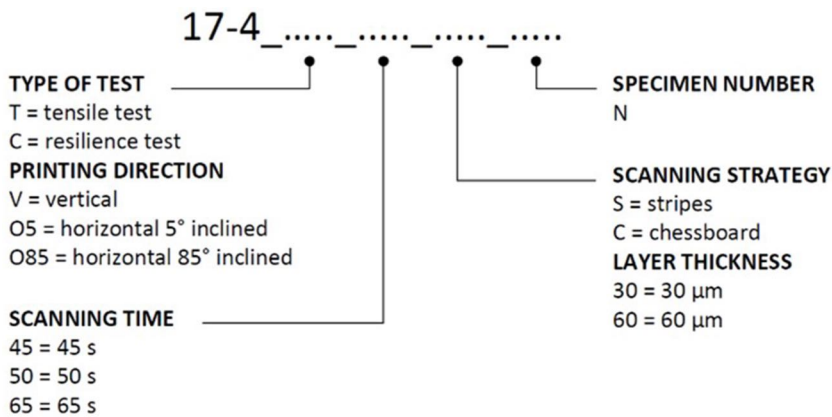 17-4_....._....._....._.....
TYPE OF TEST
T = tensile test
C = resilience test
PRINTING DIRECTION
V = vertical
O5 = horizontal 5° inclined
O85 = horizontal 85° inclined
SCANNING TIME
45 = 45 s
50 = 50 s
65 = 65 s
SPECIMEN NUMBER
N
SCANNING STRATEGY
S = stripes
C = chessboard
LAYER THICKNESS
30 = 30 µm
60 = 60 µm